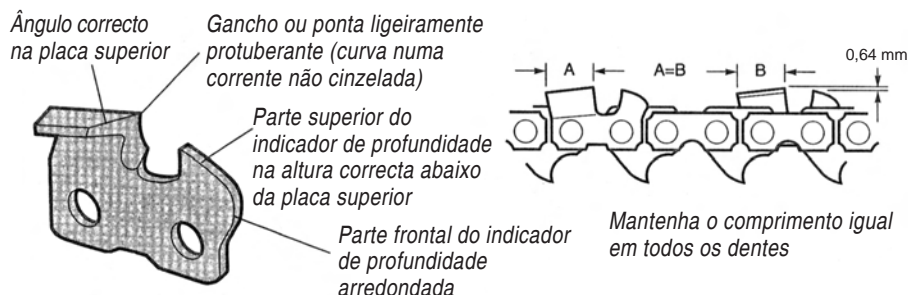 Ângulo correcto
na placa superior
Gancho ou ponta ligeiramente
protuberante (curva numa
corrente não cinzelada)
Parte superior do
indicador de profundidade
na altura correcta abaixo
da placa superior
Parte frontal do indicador
de profundidade
arredondada
A A=B B
0,64 mm
Mantenha o comprimento igual
em todos os dentes